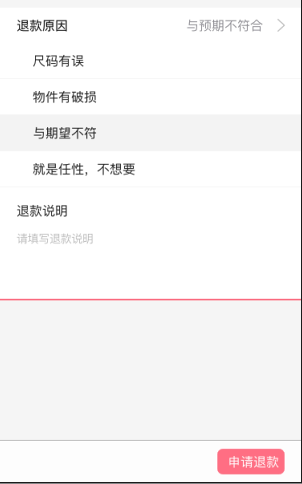 退款原因 与预期不符合
尺码有误
物件有破损
与期望不符
就是任性，不想要
退款说明
请填写退款说明
申请退款